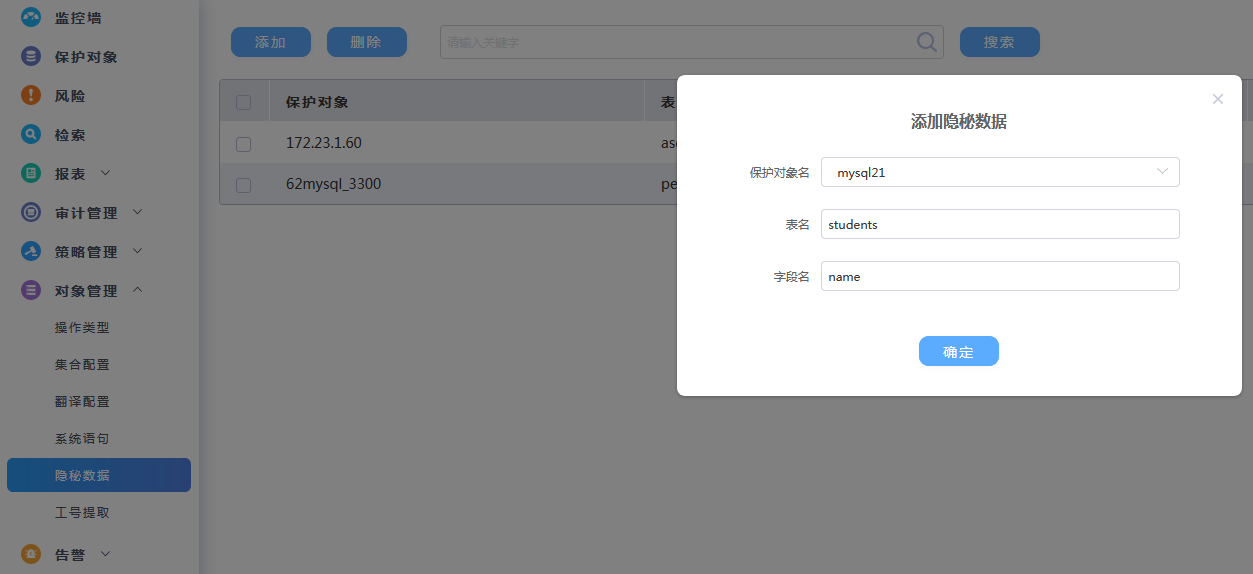 监控墙
保护对象
风险
检索
报表
审计管理
策略管理
对象管理
操作类型
集合配置
翻译配置
系统语句
隐秘数据
工号提取
告警
添加
删除
请输入关键字
搜索
保护对象
表
172.23.1.60
as
62mysql_3300
pe
添加隐秘数据
保护对象名
mysql21
表名
students
字段名
name
确定